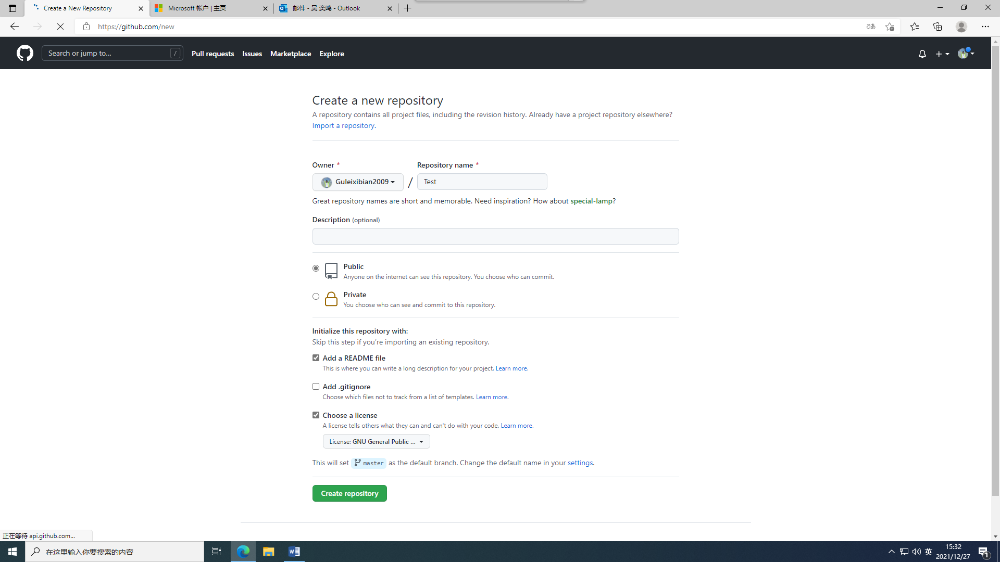 Create a New Repository
Microsoft 帐户 | 主页
邮件 - 吴 奕鸣 - Outlook
https://github.com/new
aあ
Search or jump to...
/
Pull requests
Issues
Marketplace
Explore
Create a new repository
A repository contains all project files, including the revision history. Already have a project repository elsewhere?
Import a repository.
Owner *
Repository name *
Guleixibian2009
/
Test
Great repository names are short and memorable. Need inspiration? How about special-lamp?
Description (optional)
Public
Anyone on the internet can see this repository. You choose who can commit.
Private
You choose who can see and commit to this repository.
Initialize this repository with:
Skip this step if you're importing an existing repository.
Add a README file
This is where you can write a long description for your project. Learn more.
Add .gitignore
Choose which files not to track from a list of templates. Learn more.
Choose a license
A license tells others what they can and can't do with your code. Learn more.
License: GNU General Public ...
This will set master as the default branch. Change the default name in your settings.
Create repository
正在等待 api.github.com...
在这里输入你要搜索的内容
英
15:32
2021/12/27
1